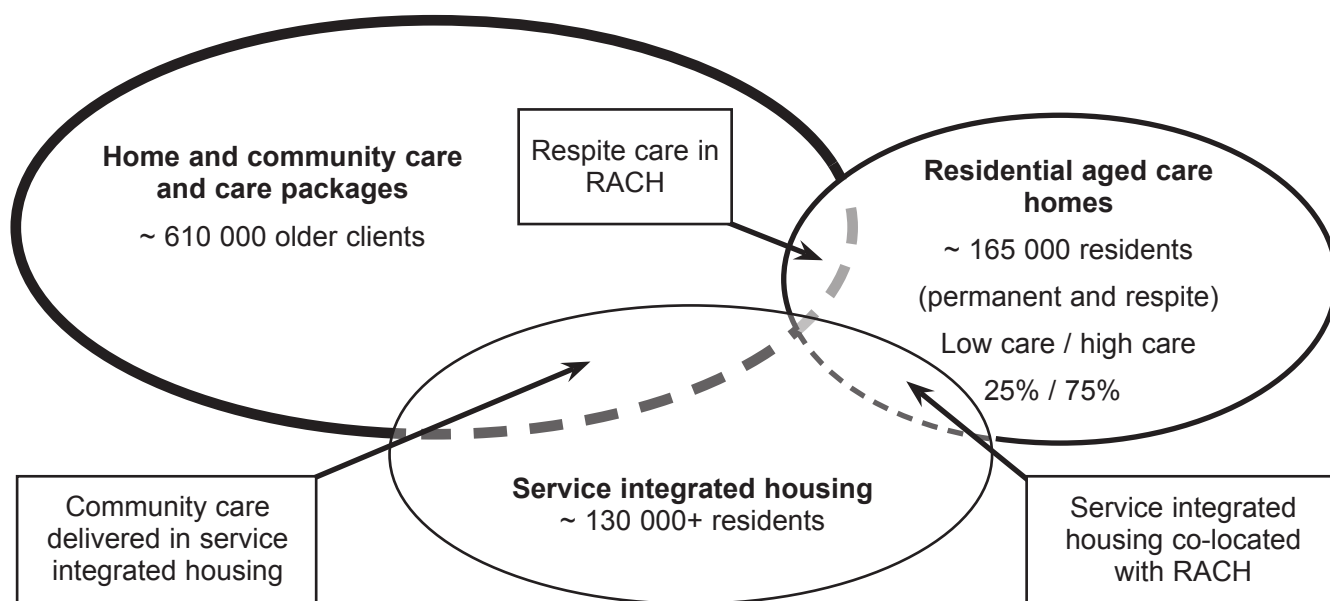 Home and community care
and care packages
~ 610 000 older clients
Respite care in
RACH
Residential aged care
homes
~ 165 000 residents
(permanent and respite)
Low care / high care
25% / 75%
Service integrated housing
~ 130 000+ residents
Community care
delivered in service
integrated housing
Service integrated
housing co-located
with RACH